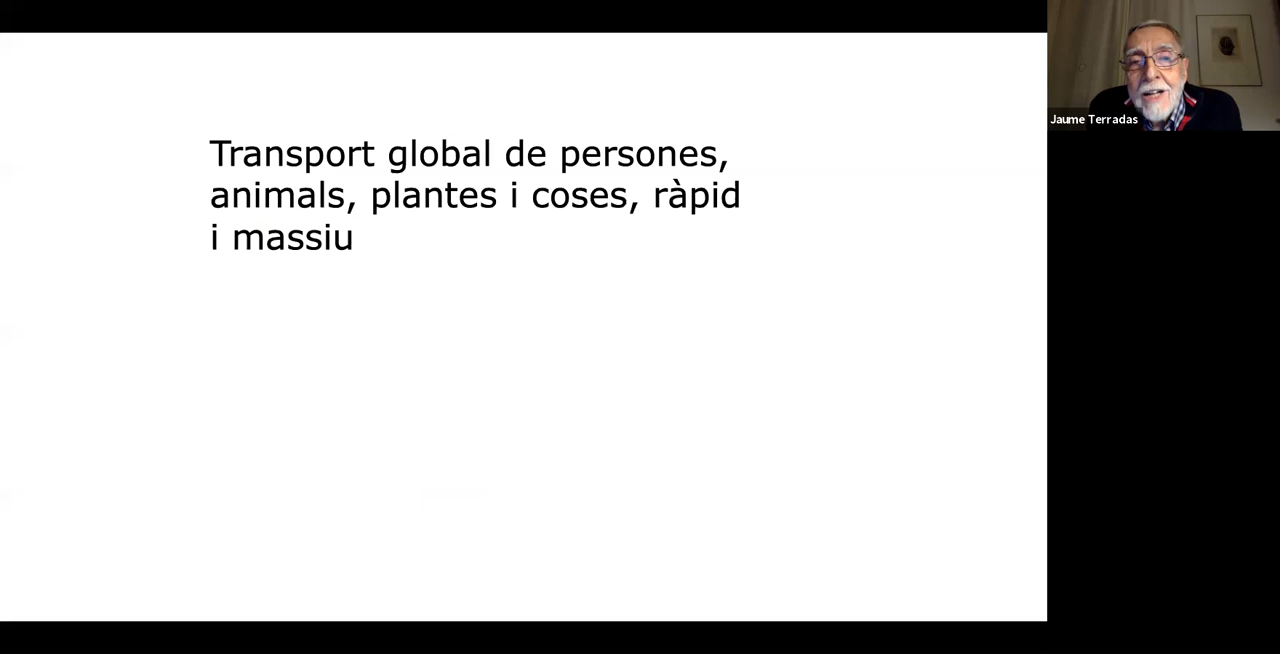 Transport global de persones,
animals, plantes i coses, ràpid
i massiu
Jaume Terradas